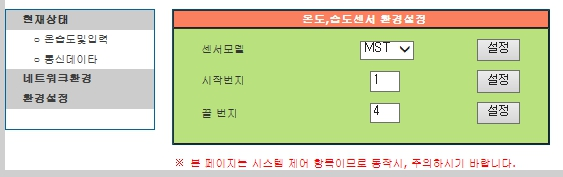 현재상태
○ 온습도및입력
○ 통신데이타
네트워크환경
환경설정
온도,습도센서 환경설정
센서모델 MST 설정
시작번지 1 설정
끝 번지 4 설정
※ 본 페이지는 시스템 제어 항목이므로 동작시, 주의하시기 바랍니다.